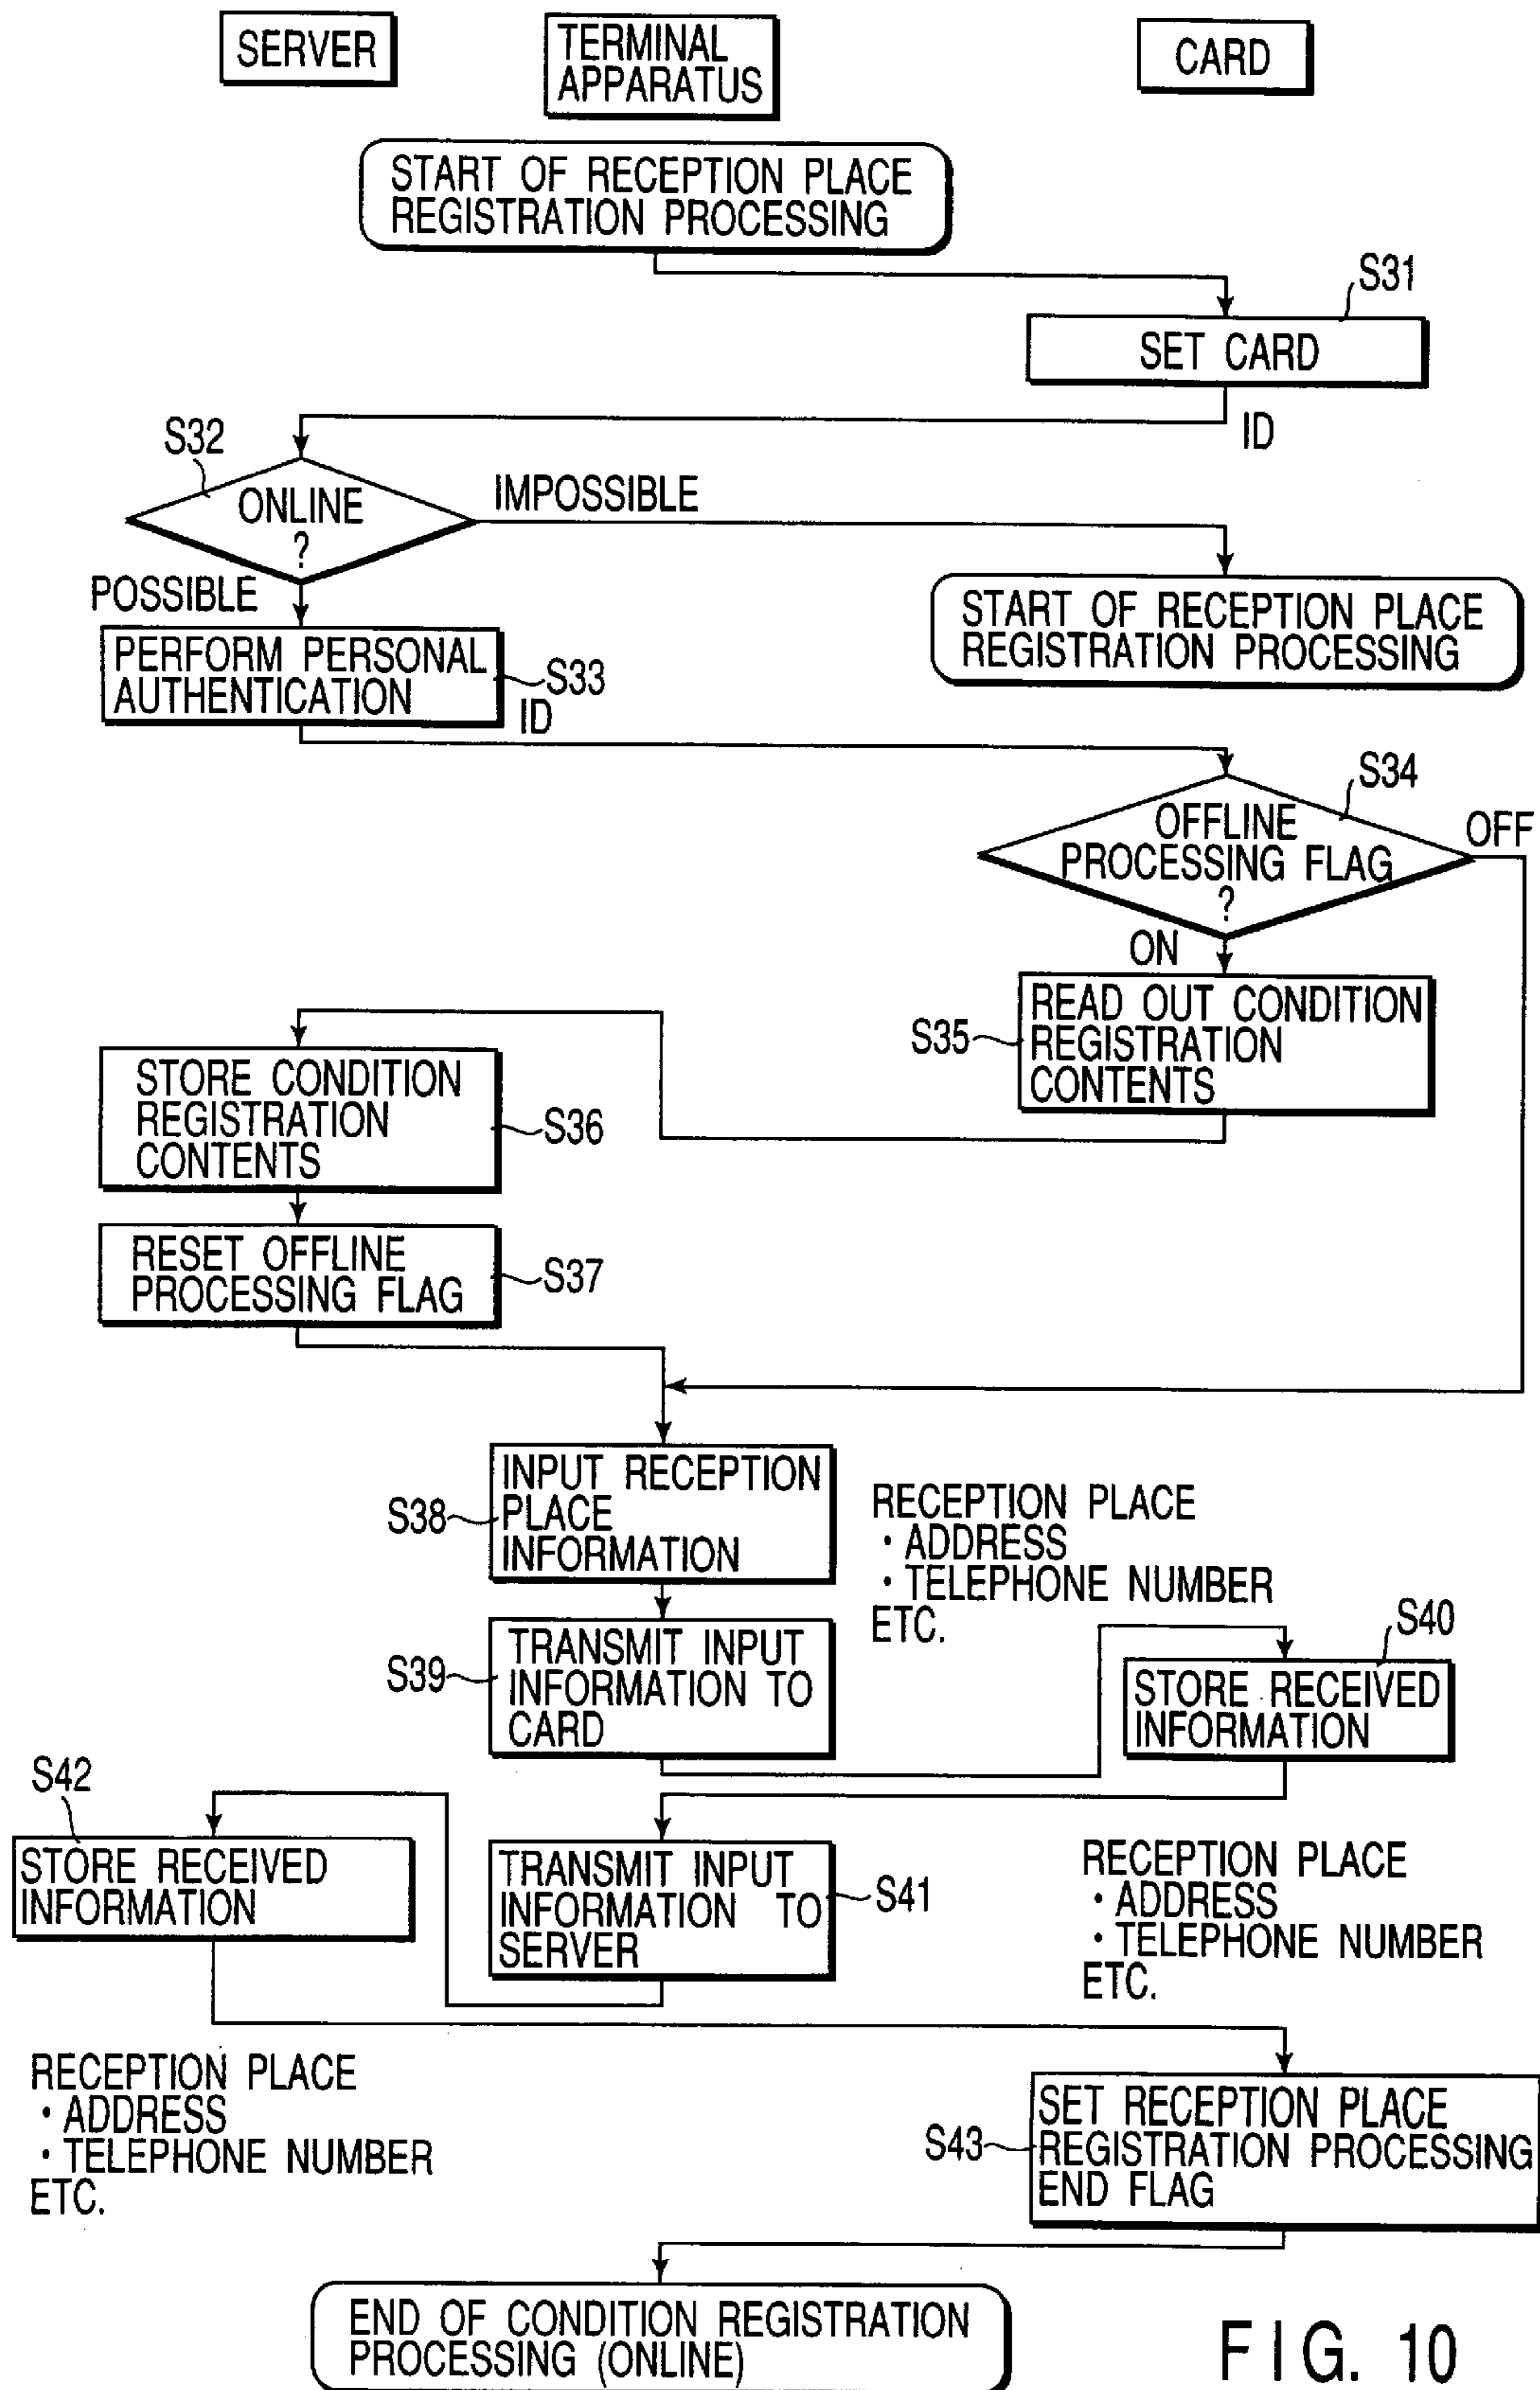 SERVER
TERMINAL
APPARATUS
CARD
START OF RECEPTION PLACE
REGISTRATION PROCESSING
S31
SET CARD
ID
S32
ONLINE
?
IMPOSSIBLE
POSSIBLE
START OF RECEPTION PLACE
REGISTRATION PROCESSING
PERFORM PERSONAL
AUTHENTICATION
S33
ID
S34
OFFLINE
PROCESSING FLAG
?
OFF
ON
S35
READ OUT CONDITION
REGISTRATION
CONTENTS
STORE CONDITION
REGISTRATION
CONTENTS
S36
RESET OFFLINE
PROCESSING FLAG
S37
S38
INPUT RECEPTION
PLACE
INFORMATION
RECEPTION PLACE
· ADDRESS
· TELEPHONE NUMBER
ETC.
S39
TRANSMIT INPUT
INFORMATION TO
CARD
S40
STORE RECEIVED
INFORMATION
S42
STORE RECEIVED
INFORMATION
TRANSMIT INPUT
INFORMATION TO
SERVER
S41
RECEPTION PLACE
· ADDRESS
· TELEPHONE NUMBER
ETC.
RECEPTION PLACE
· ADDRESS
· TELEPHONE NUMBER
ETC.
S43
SET RECEPTION PLACE
REGISTRATION PROCESSING
END FLAG
END OF CONDITION REGISTRATION
PROCESSING (ONLINE)
FIG. 10